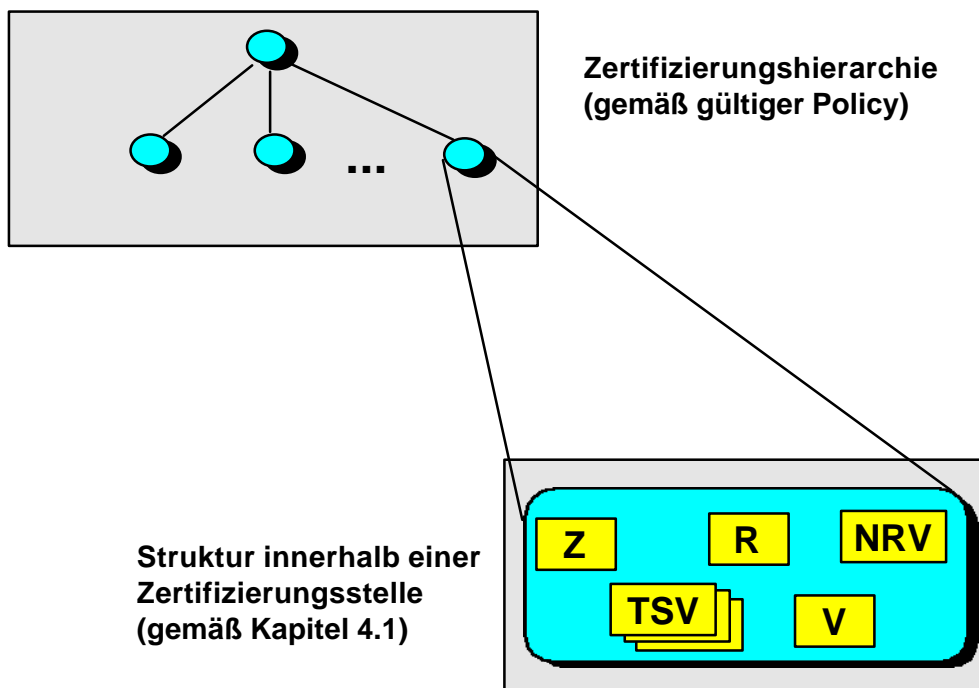 Zertifizierungshierarchie
(gemäß gültiger Policy)
...
Z
R
NRV
TSV
V
Struktur innerhalb einer
Zertifizierungsstelle
(gemäß Kapitel 4.1)